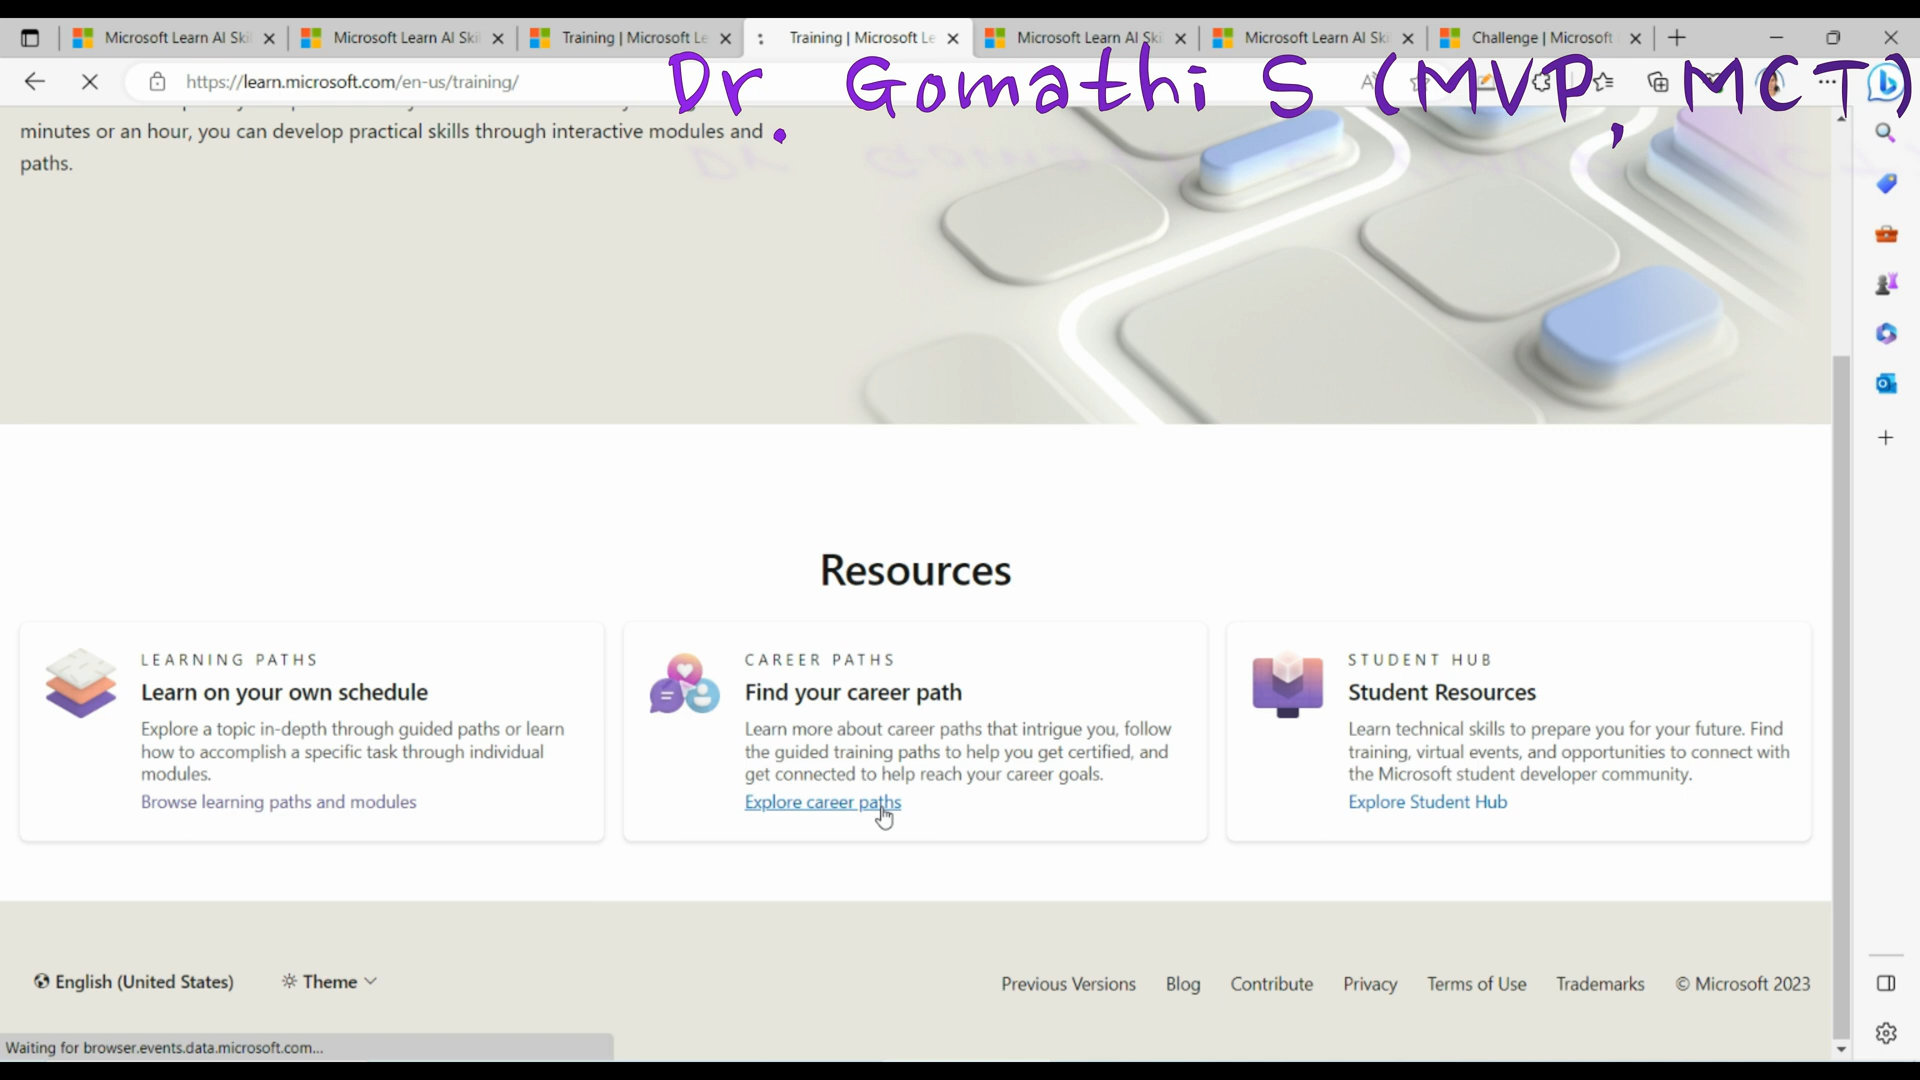 Microsoft Learn AI Ski
Microsoft Learn AI Ski
Training | Microsoft Le
Training | Microsoft Le
Microsoft Learn AI Ski
Microsoft Learn AI Ski
Challenge | Microsoft
https://learn.microsoft.com/en-us/training/
Dr. Gomathi S (MVP, MCT)
minutes or an hour, you can develop practical skills through interactive modules and
paths.
Resources
LEARNING PATHS
Learn on your own schedule
Explore a topic in-depth through guided paths or learn
how to accomplish a specific task through individual
modules.
Browse learning paths and modules
CAREER PATHS
Find your career path
Learn more about career paths that intrigue you, follow
the guided training paths to help you get certified, and
get connected to help reach your career goals.
Explore career paths
STUDENT HUB
Student Resources
Learn technical skills to prepare you for your future. Find
training, virtual events, and opportunities to connect with
the Microsoft student developer community.
Explore Student Hub
English (United States)
Theme
Previous Versions
Blog
Contribute
Privacy
Terms of Use
Trademarks
© Microsoft 2023
Waiting for browser.events.data.microsoft.com...